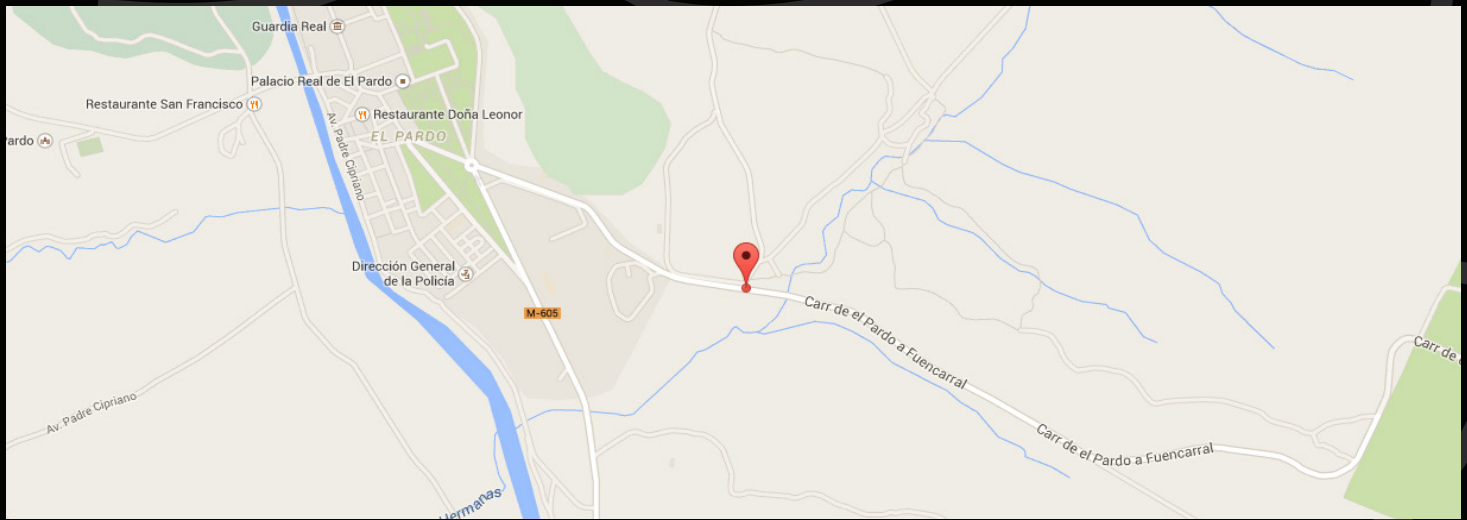 Guardia Real
Palacio Real de El Pardo
Restaurante San Francisco
Restaurante Doña Leonor
EL PARDO
Av. Padre Cipriano
ardo
Dirección General
de la Policía
M-605
Carr de el Pardo a Fuencarral
Carr de e
Av. Padre Cipriano
Carr de el Pardo a Fuencarral
Hermanas